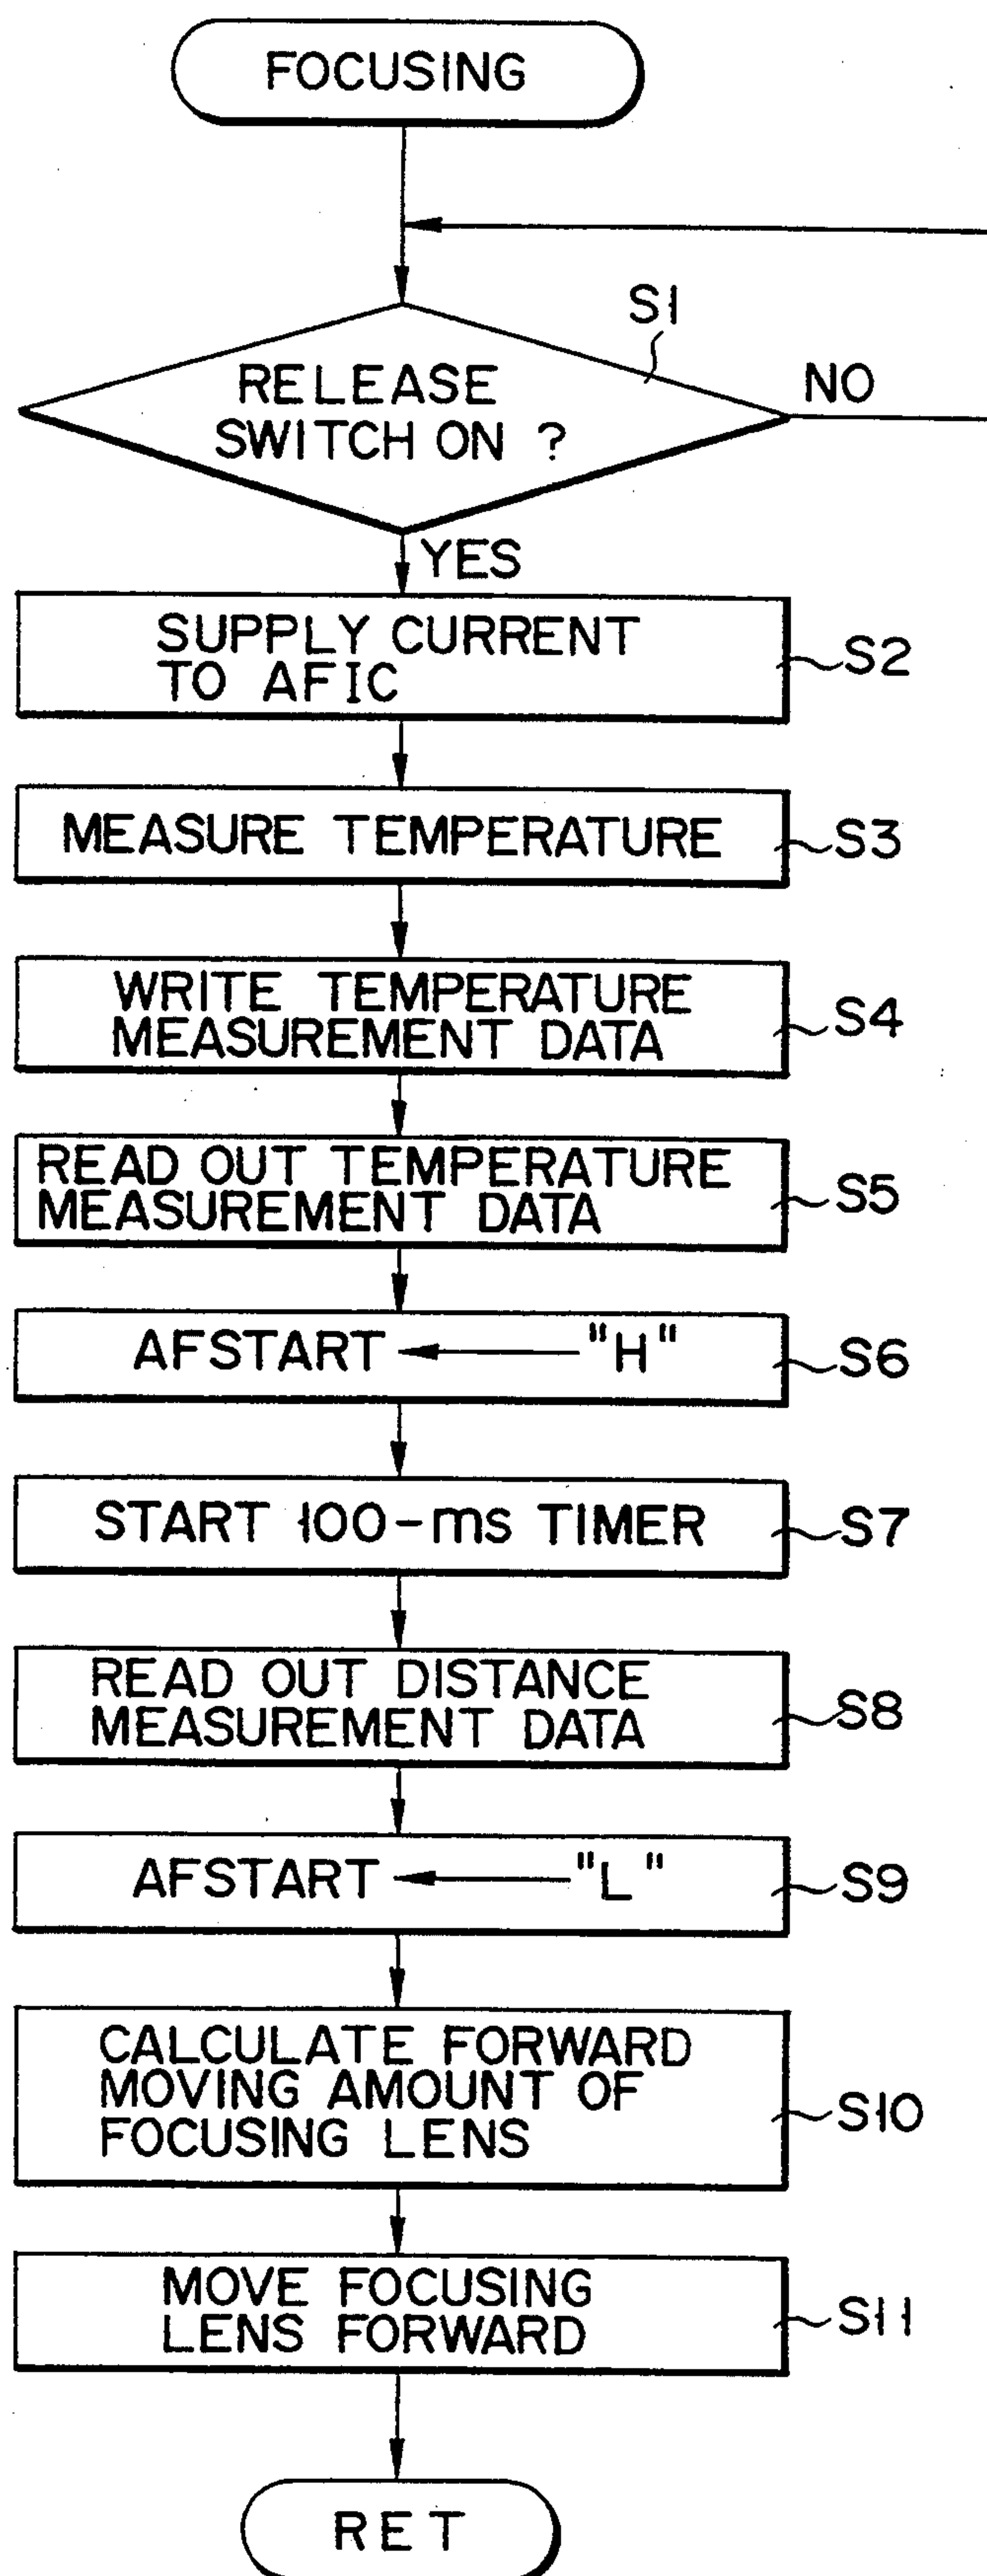 FOCUSING
S1
RELEASE
SWITCH ON ?
NO
YES
SUPPLY CURRENT
TO AFIC
S2
MEASURE TEMPERATURE
S3
WRITE TEMPERATURE
MEASUREMENT DATA
S4
READ OUT TEMPERATURE
MEASUREMENT DATA
S5
AFSTART ← "H"
S6
START 100-ms TIMER
S7
READ OUT DISTANCE
MEASUREMENT DATA
S8
AFSTART ← "L"
S9
CALCULATE FORWARD
MOVING AMOUNT OF
FOCUSING LENS
S10
MOVE FOCUSING
LENS FORWARD
S11
RET